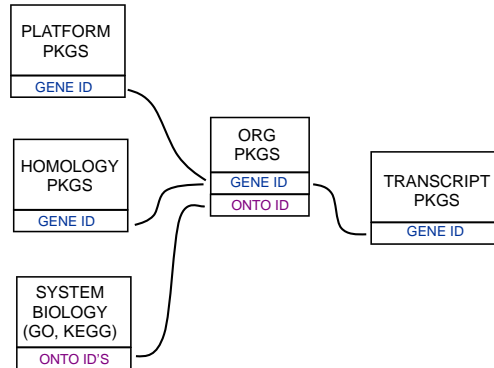 PLATFORM
PKGS
GENE ID
HOMOLOGY
PKGS
GENE ID
SYSTEM
BIOLOGY
(GO, KEGG)
ONTO ID'S
ORG
PKGS
GENE ID
ONTO ID
TRANSCRIPT
PKGS
GENE ID